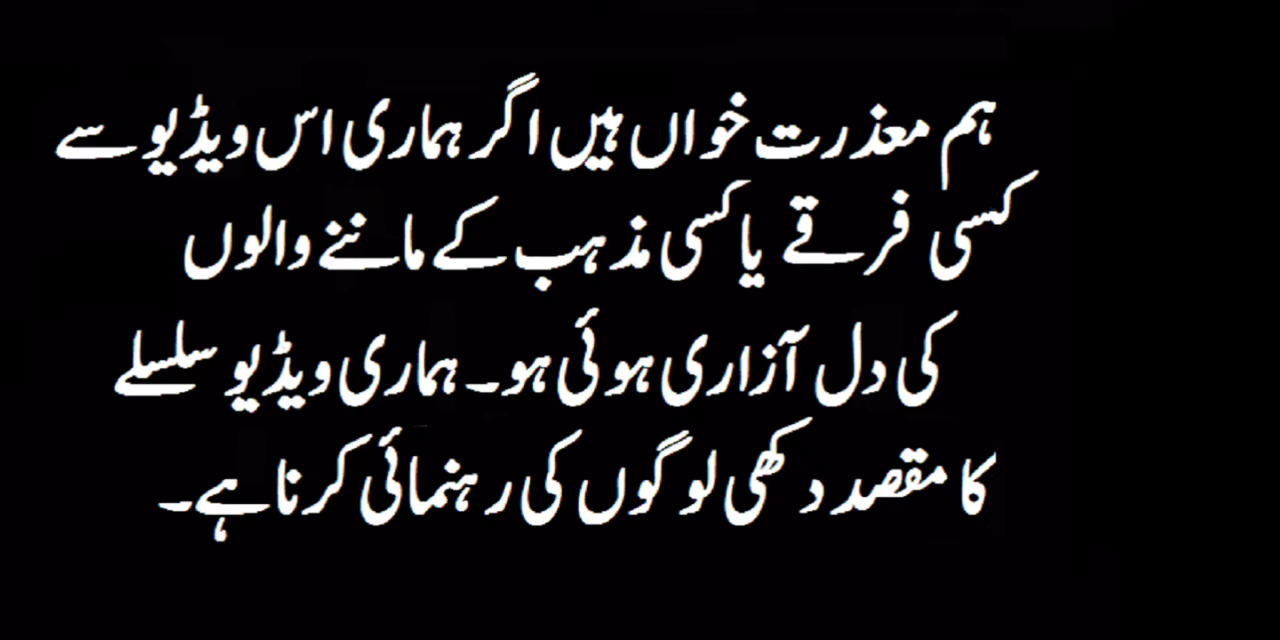 ہم معذرت خواں ہیں اگر ہماری اس ویڈیو سے
کسی فرقے یا کسی مذہب کے ماننے والوں
کی دل آزاری ہوئی ہو۔ ہماری ویڈیو سلسلے
کا مقصد دکھی لوگوں کی رہنمائی کرنا ہے۔